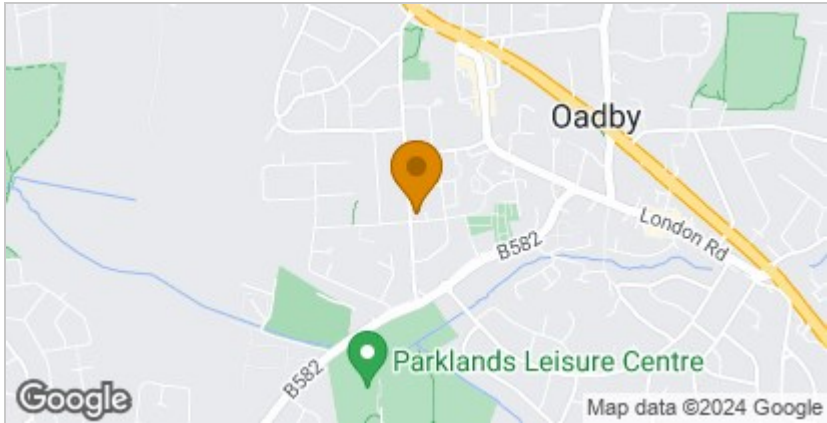 Oadby
London Rd
B582
B582
Parklands Leisure Centre
Google
Map data ©2024 Google